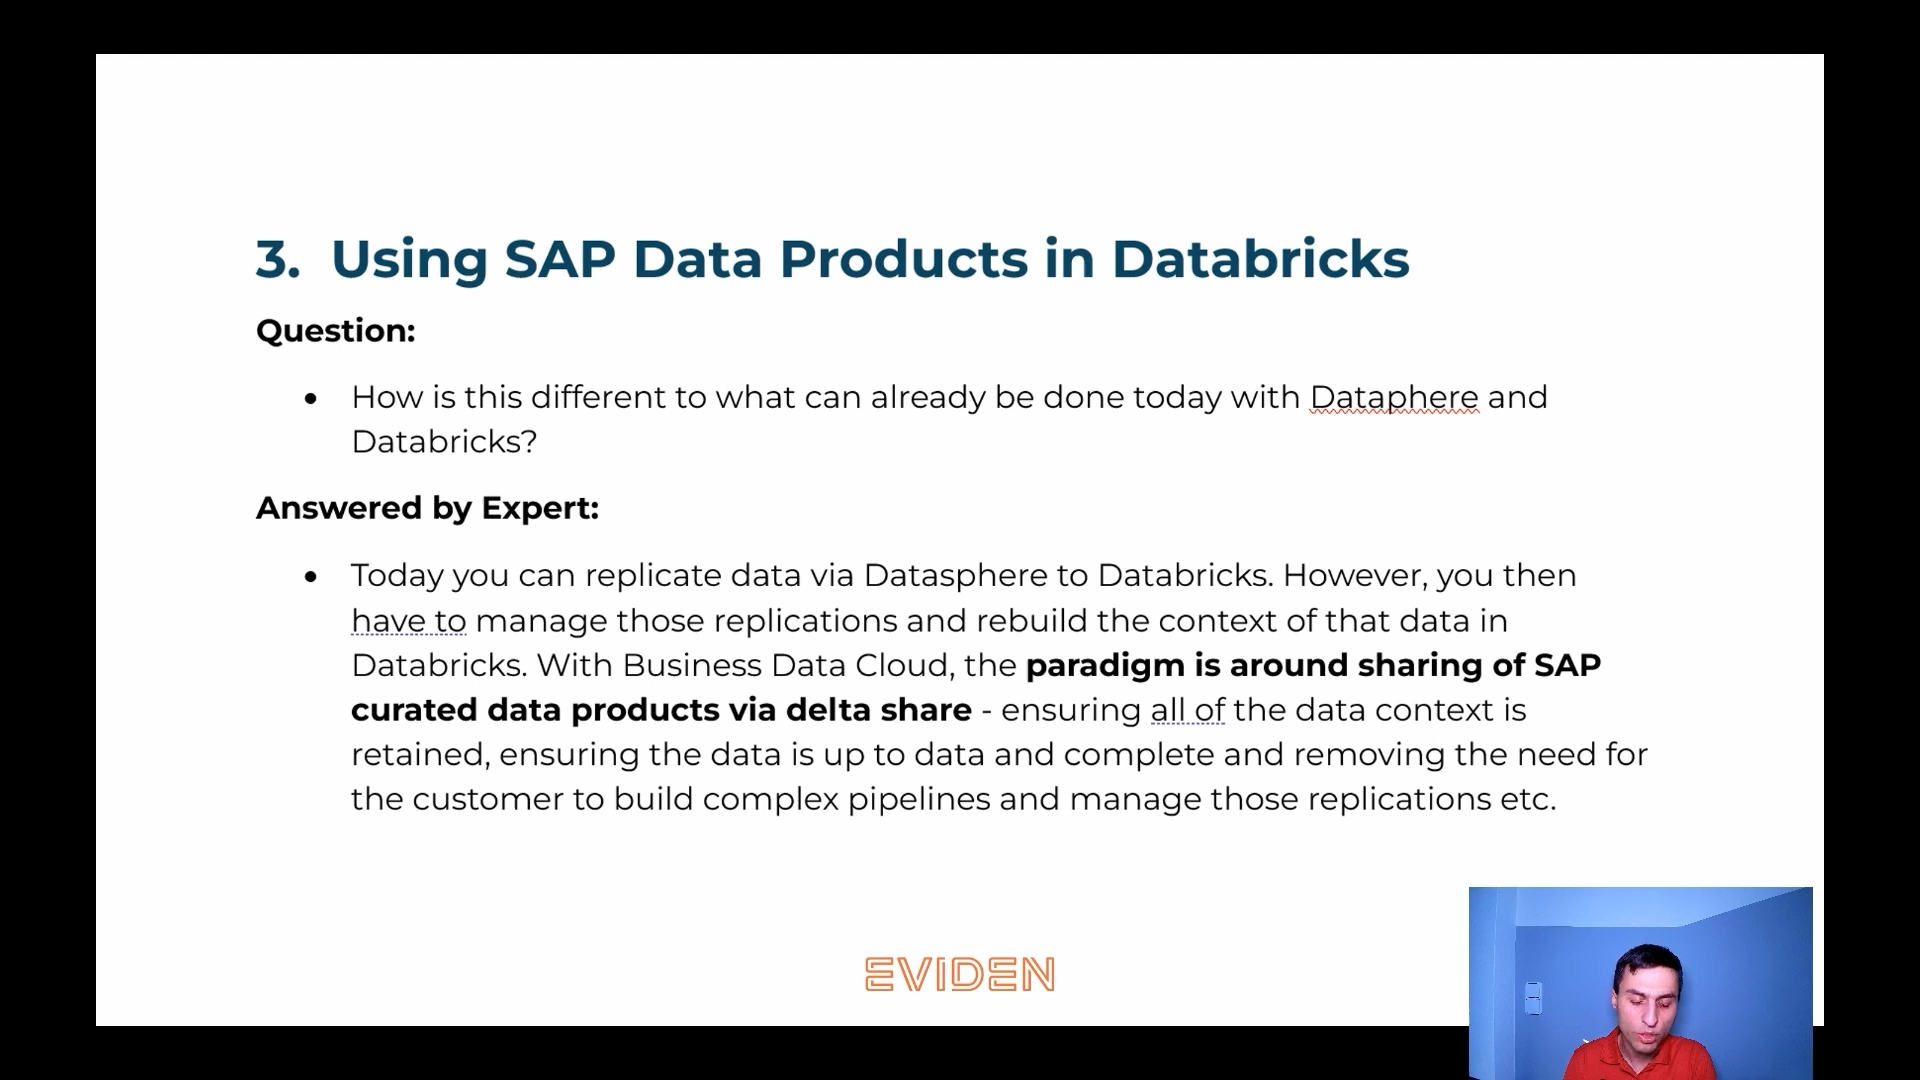 3. Using SAP Data Products in Databricks
Question:
• How is this different to what can already be done today with Dataphere and
Databricks?
Answered by Expert:
• Today you can replicate data via Datasphere to Databricks. However, you then
have to manage those replications and rebuild the context of that data in
Databricks. With Business Data Cloud, the paradigm is around sharing of SAP
curated data products via delta share - ensuring all of the data context is
retained, ensuring the data is up to data and complete and removing the need for
the customer to build complex pipelines and manage those replications etc.
EVIDEN